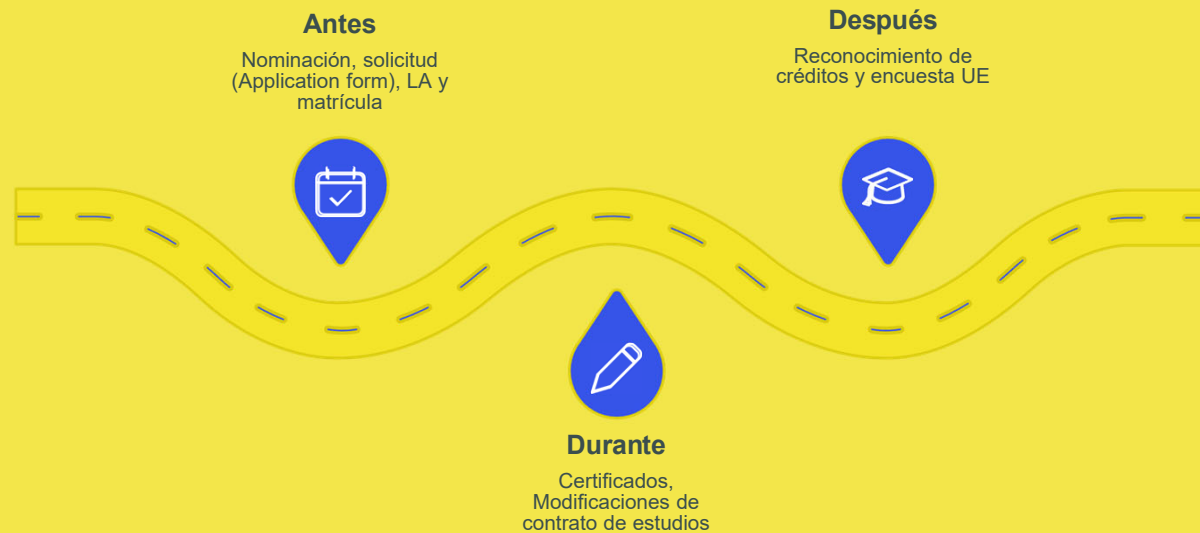 Antes
Nominación, solicitud
(Application form), LA y
matrícula
Después
Reconocimiento de
créditos y encuesta UE
Durante
Certificados,
Modificaciones de
contrato de estudios